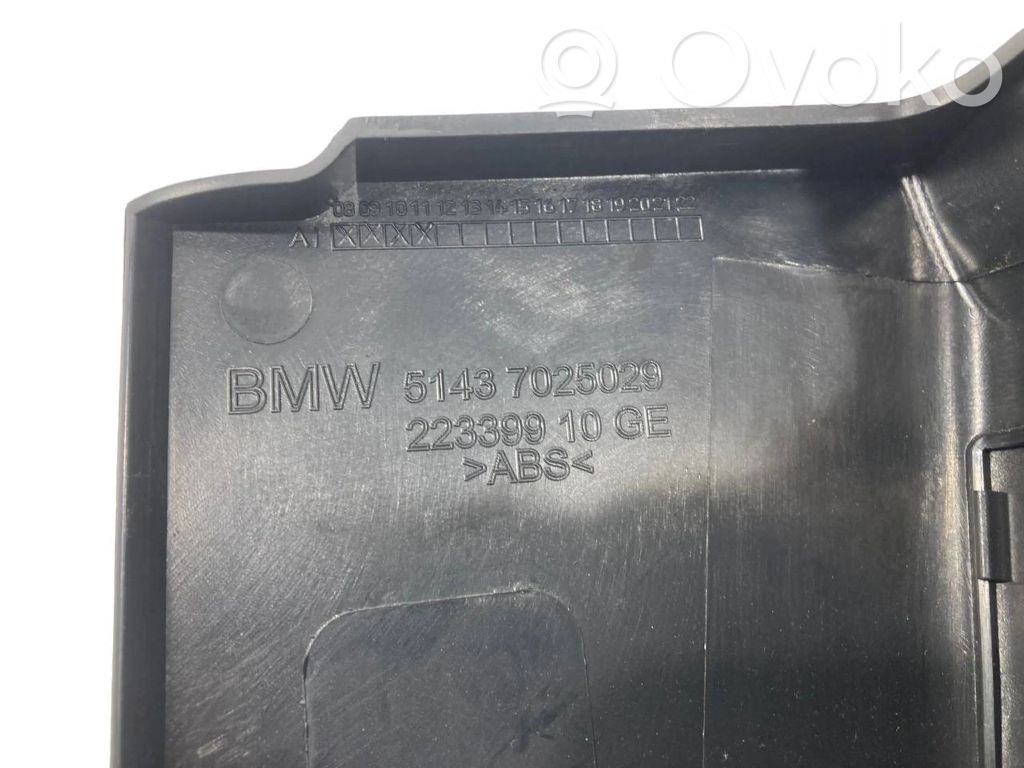 Ovoko
08 09 10 11 12 13 14 15 16 17 18 19 20 21 22
A1 X X X X
BMW 5143 7025029
223399 10 GE
>ABS<